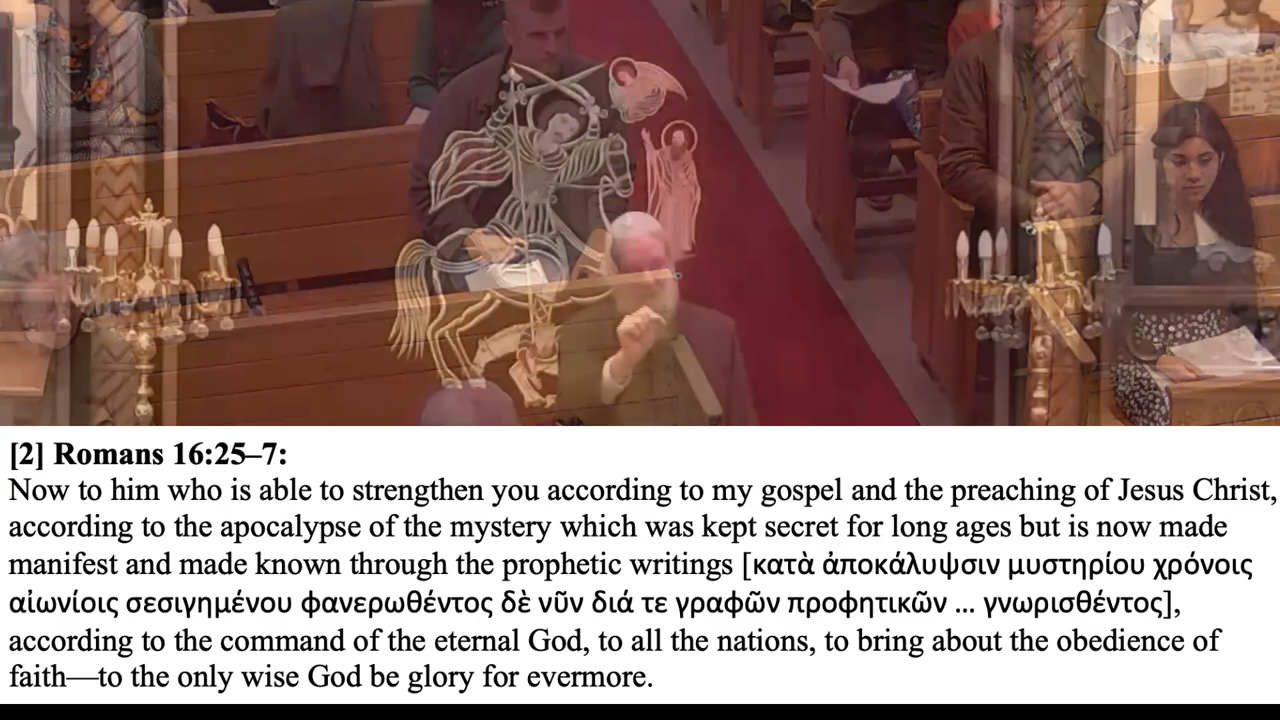 [2] Romans 16:25–7:
Now to him who is able to strengthen you according to my gospel and the preaching of Jesus Christ,
according to the apocalypse of the mystery which was kept secret for long ages but is now made
manifest and made known through the prophetic writings [κατὰ ἀποκάλυψσιν μυστηρίου χρόνοις
αἰωνίοις σεσιγημένου φανερωθέντος δὲ νῦν διά τε γραφῶν προφητικῶν ... γνωρισθέντος],
according to the command of the eternal God, to all the nations, to bring about the obedience of
faith—to the only wise God be glory for evermore.